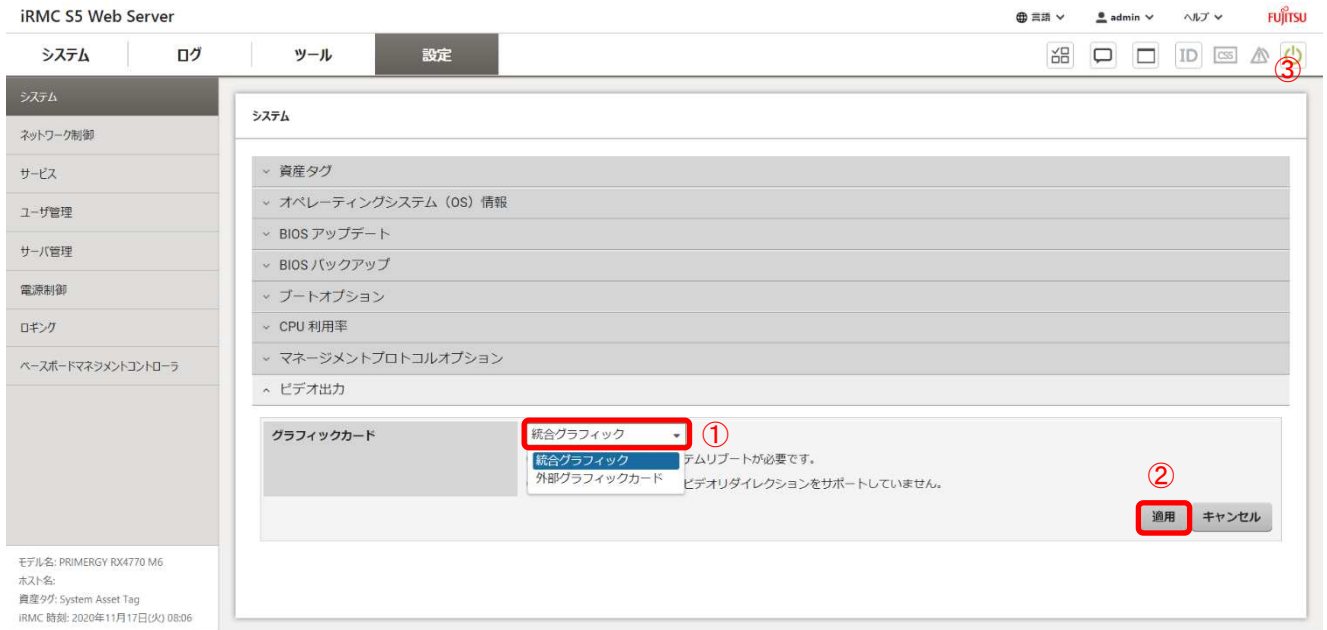 iRMC S5 Web Server
言語 admin ヘルプ FUJITSU
システム ログ ツール 設定
ID CSS ③
システム
ネットワーク制御
サービス
ユーザ管理
サーバ管理
電源制御
ロギング
ベースボードマネジメントコントローラ
モデル名: PRIMERGY RX4770 M6
ホスト名:
資産タグ: System Asset Tag
iRMC 時刻: 2020年11月17日(火) 08:06
システム
資産タグ
オペレーティングシステム（OS）情報
BIOS アップデート
BIOS バックアップ
ブートオプション
CPU 利用率
マネージメントプロトコルオプション
ビデオ出力
グラフィックカード 統合グラフィック ①
統合グラフィック テムリブートが必要です。
外部グラフィックカード ビデオリダイレクションをサポートしていません。
②
適用 キャンセル